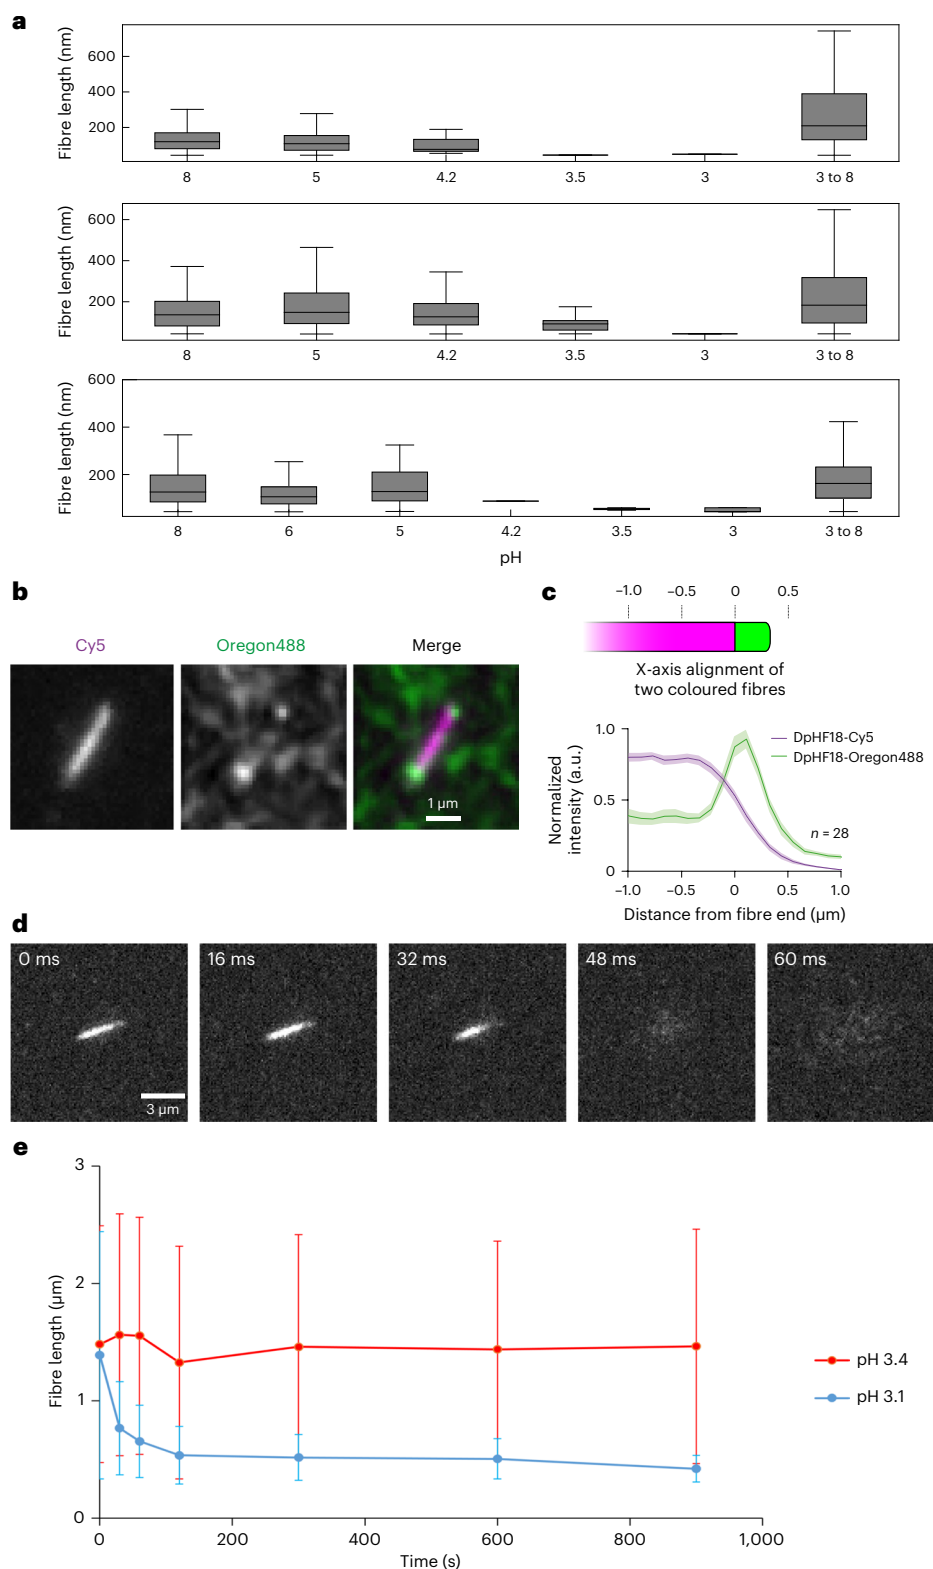 a
Fibre length (nm)
600
400
200
8 5 4.2 3.5 3 3 to 8
Fibre length (nm)
600
400
200
8 5 4.2 3.5 3 3 to 8
Fibre length (nm)
600
400
200
8 6 5 4.2 3.5 3 3 to 8
pH
b
Cy5 Oregon488 Merge
1 µm
c
–1.0 –0.5 0 0.5
X-axis alignment of
two coloured fibres
Normalized
intensity (a.u.)
1.0
0.5
0
DpHF18-Cy5
DpHF18-Oregon488
n = 28
–1.0 –0.5 0 0.5 1.0
Distance from fibre end (µm)
d
0 ms 16 ms 32 ms 48 ms 60 ms
3 µm
e
Fibre length (µm)
3
2
1
0
pH 3.4
pH 3.1
0 200 400 600 800 1,000
Time (s)